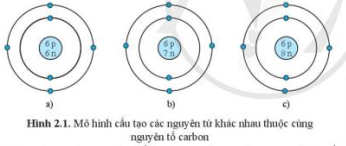 6 p
6 n
6 p
7 n
6 p
8 n
a)
b)
c)
Hình 2.1. Mô hình cấu tạo các nguyên tử khác nhau thuộc cùng
nguyên tố carbon